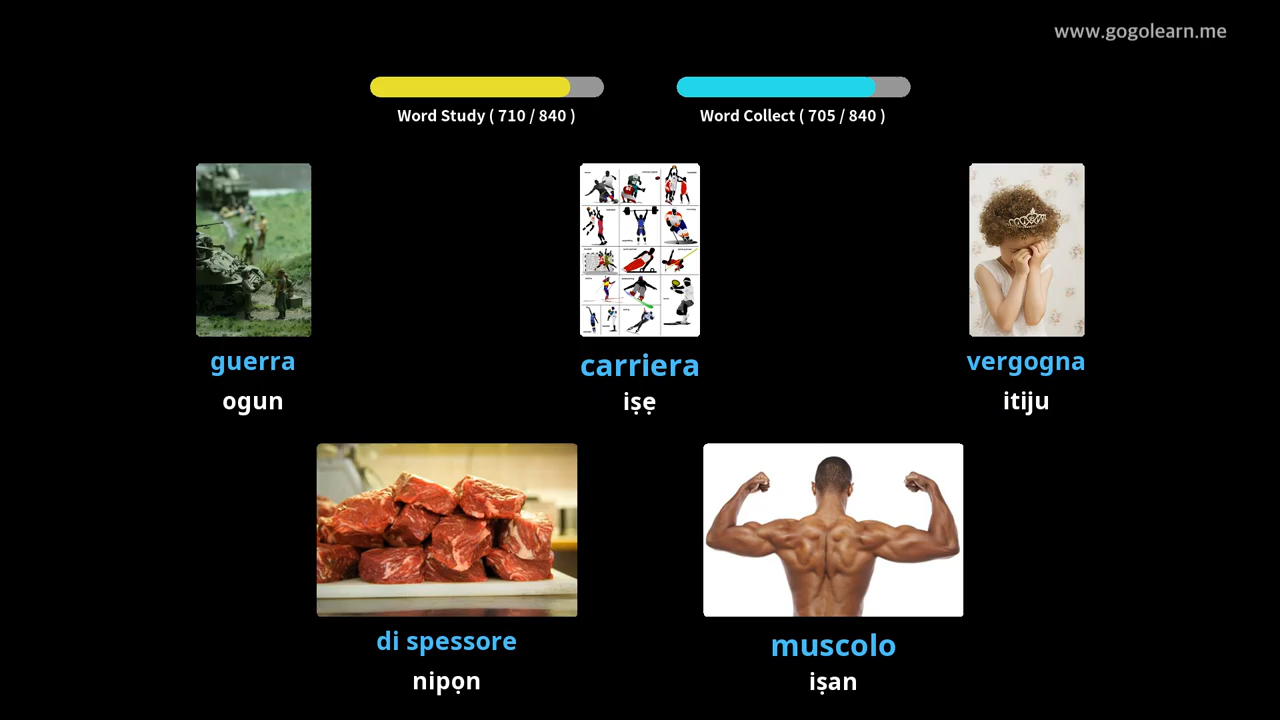 www.gogolearn.me
Word Study ( 710 / 840 )
Word Collect ( 705 / 840 )
guerra
carriera
vergogna
ogun
iṣẹ
itiju
di spessore
muscolo
nipọn
iṣan